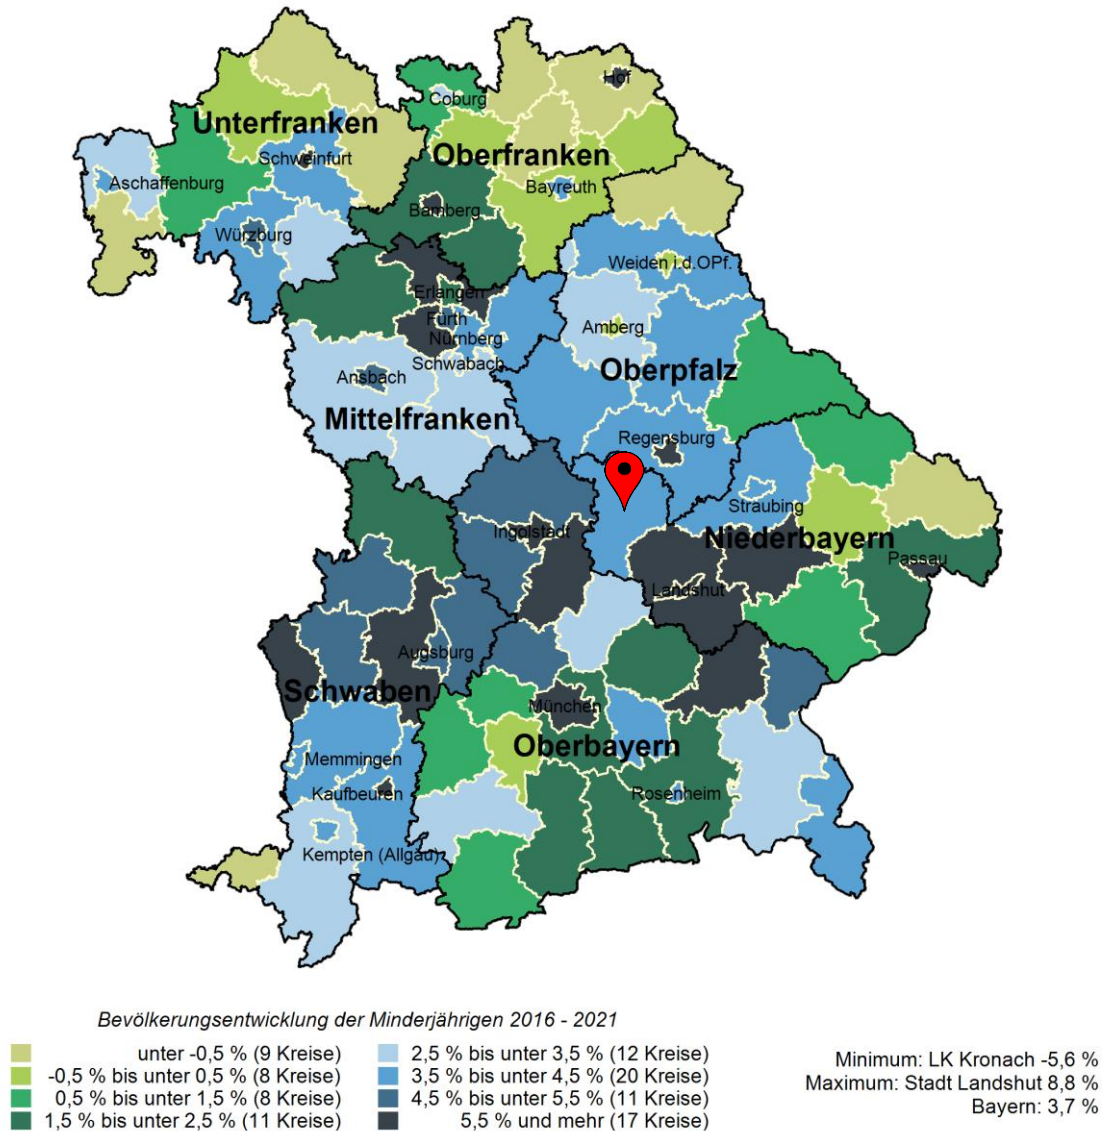 Hof
Coburg
Unterfranken
Schweinfurt
Oberfranken
Aschaffenburg
Bayreuth
Bamberg
Würzburg
Weiden i.d.OPf.
Erlangen
Fürth
Amberg
Nürnberg
Schwabach
Oberpfalz
Ansbach
Mittelfranken
Regensburg
Straubing
Ingolstadt
Niederbayern
Passau
Landshut
Augsburg
Schwaben
München
Oberbayern
Memmingen
Kaufbeuren
Rosenheim
Kempten (Allgäu)
Bevölkerungsentwicklung der Minderjährigen 2016 - 2021
unter -0,5 % (9 Kreise)
-0,5 % bis unter 0,5 % (8 Kreise)
0,5 % bis unter 1,5 % (8 Kreise)
1,5 % bis unter 2,5 % (11 Kreise)
2,5 % bis unter 3,5 % (12 Kreise)
3,5 % bis unter 4,5 % (20 Kreise)
4,5 % bis unter 5,5 % (11 Kreise)
5,5 % und mehr (17 Kreise)
Minimum: LK Kronach -5,6 %
Maximum: Stadt Landshut 8,8 %
Bayern: 3,7 %